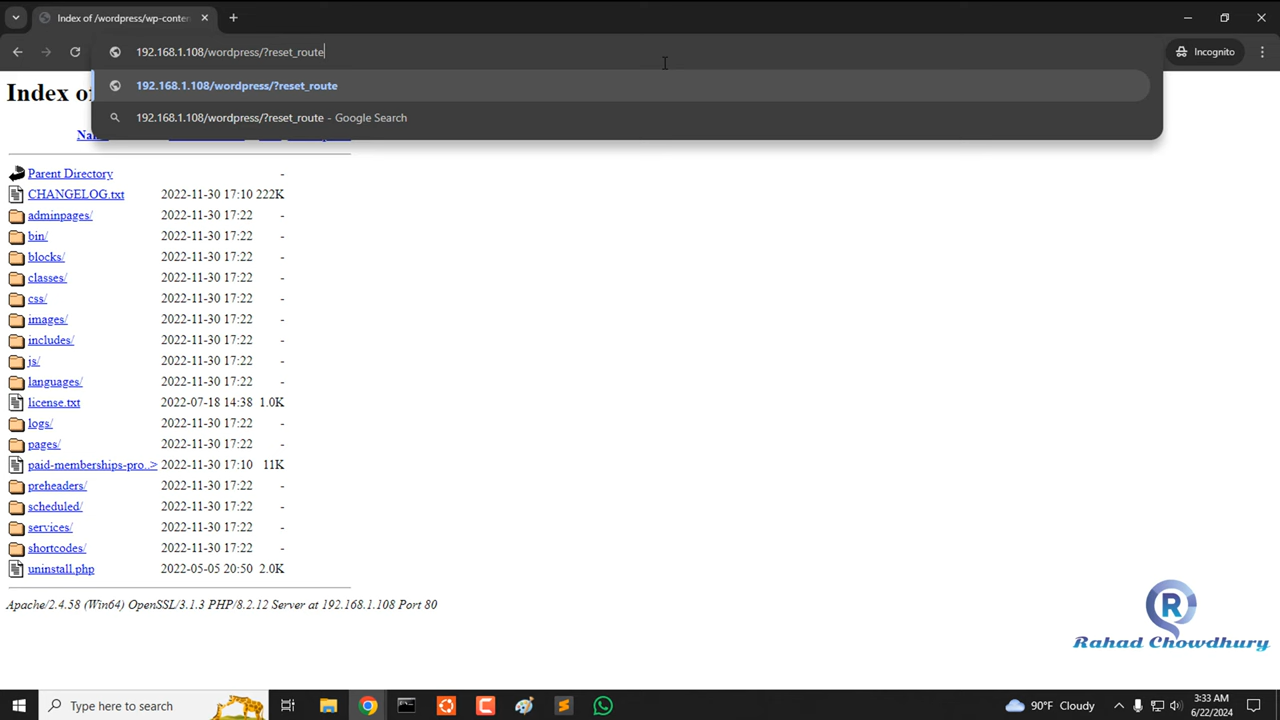 Index of /wordpress/wp-conten
192.168.1.108/wordpress/?reset_route
Incognito
192.168.1.108/wordpress/?reset_route
192.168.1.108/wordpress/?reset_route - Google Search
Index of
Na
Parent Directory -
CHANGELOG.txt 2022-11-30 17:10 222K
adminpages/ 2022-11-30 17:22 -
bin/ 2022-11-30 17:22 -
blocks/ 2022-11-30 17:22 -
classes/ 2022-11-30 17:22 -
css/ 2022-11-30 17:22 -
images/ 2022-11-30 17:22 -
includes/ 2022-11-30 17:22 -
js/ 2022-11-30 17:22 -
languages/ 2022-11-30 17:22 -
license.txt 2022-07-18 14:38 1.0K
logs/ 2022-11-30 17:22 -
pages/ 2022-11-30 17:22 -
paid-memberships-pro..> 2022-11-30 17:10 11K
preheaders/ 2022-11-30 17:22 -
scheduled/ 2022-11-30 17:22 -
services/ 2022-11-30 17:22 -
shortcodes/ 2022-11-30 17:22 -
uninstall.php 2022-05-05 20:50 2.0K
Apache/2.4.58 (Win64) OpenSSL/3.1.3 PHP/8.2.12 Server at 192.168.1.108 Port 80
R
Rahad Chowdhury
Type here to search
90°F Cloudy
3:33 AM
6/22/2024